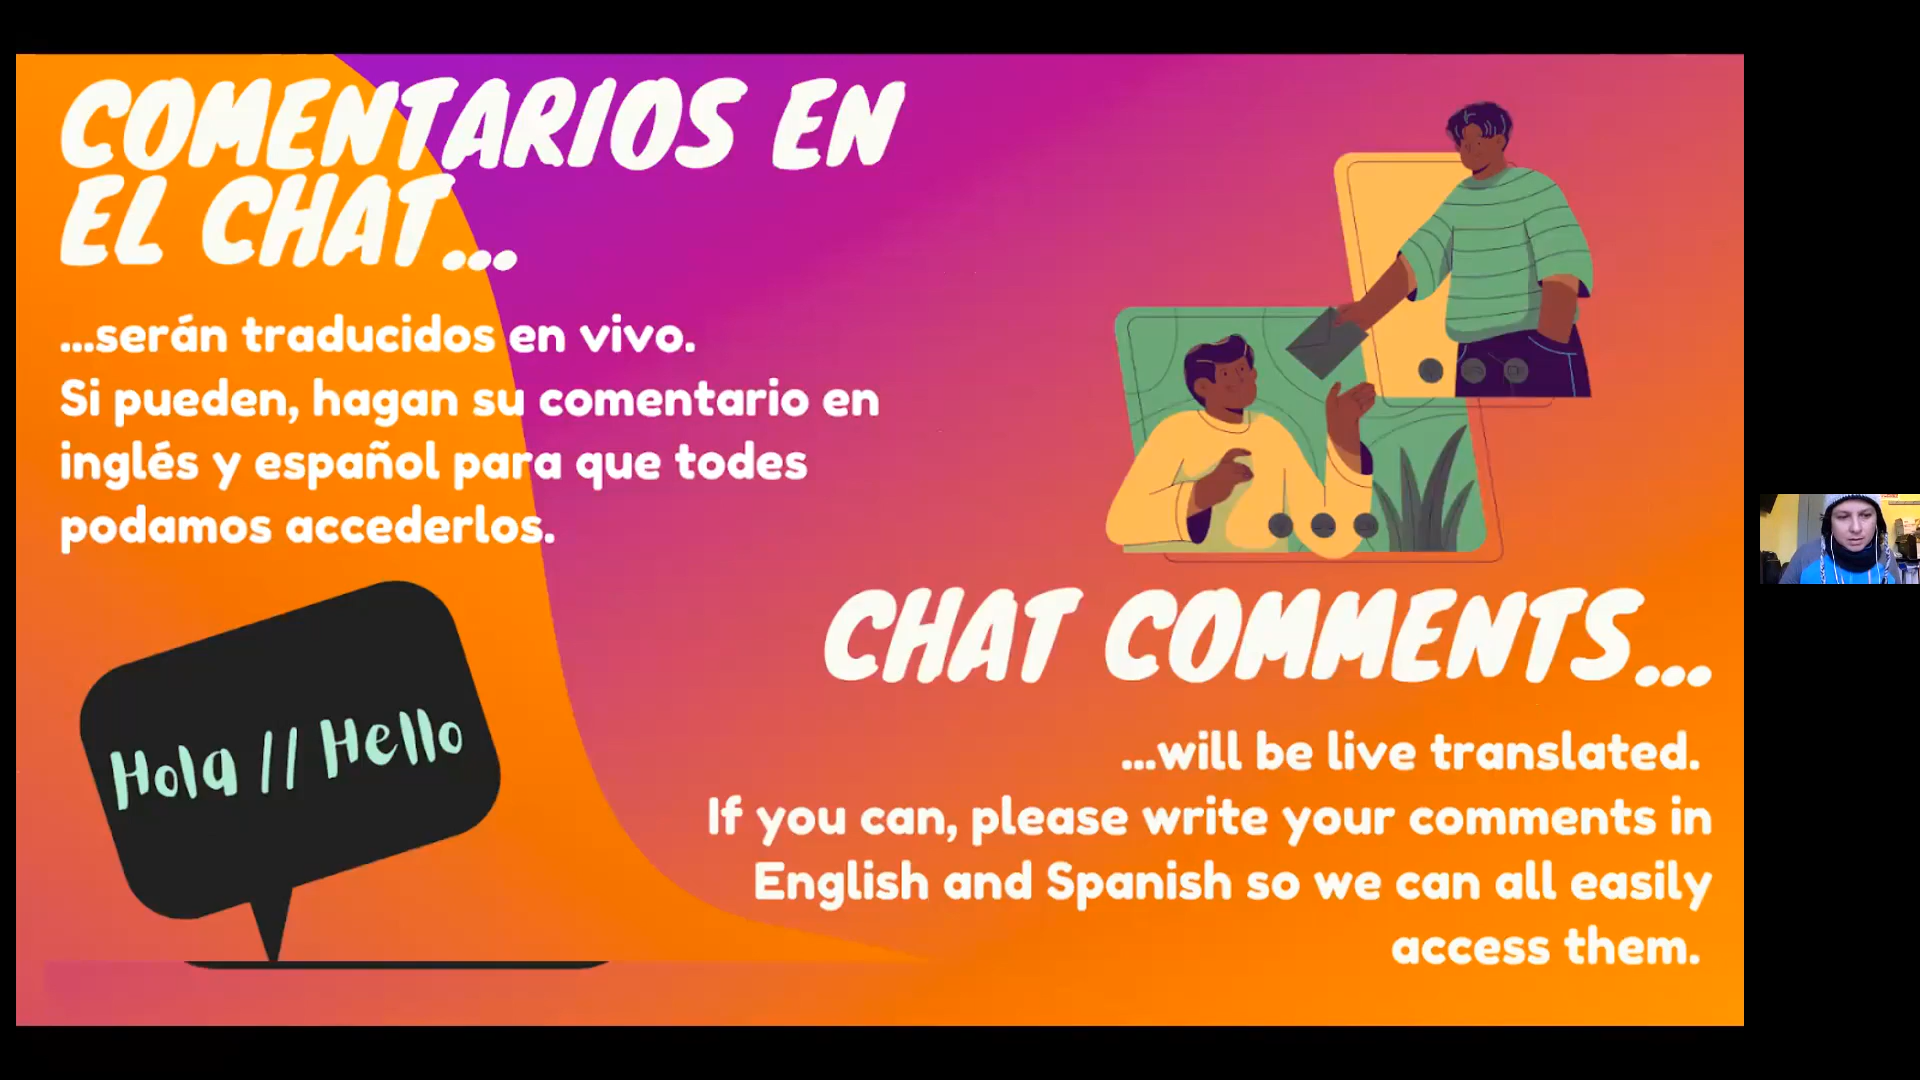 COMENTARIOS EN
EL CHAT...
...serán traducidos en vivo.
Si pueden, hagan su comentario en
inglés y español para que todes
podamos accederlos.
Hola // Hello
CHAT COMMENTS...
...will be live translated.
If you can, please write your comments in
English and Spanish so we can all easily
access them.